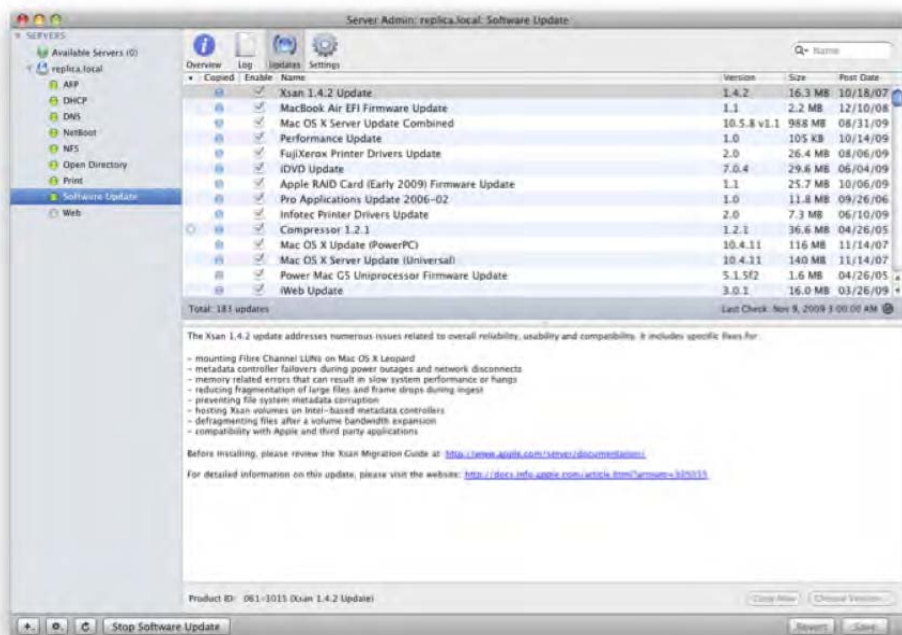 Server Admin: replica.local: Software Update
SERVERS
Available Servers (0)
replica.local
AFP
DHCP
DNS
NetBoot
NFS
Open Directory
Print
Software Update
Web
Overview Log Updates Settings
Name
Copied Enable Name Version Size Post Date
Xsan 1.4.2 Update 1.4.2 16.3 MB 10/18/07
MacBook Air EFI Firmware Update 1.1 2.2 MB 12/10/08
Mac OS X Server Update Combined 10.5.8 v1.1 988 MB 08/31/09
Performance Update 1.0 105 KB 10/14/09
FujiXerox Printer Drivers Update 2.0 26.4 MB 08/06/09
iDVD Update 7.0.4 29.6 MB 06/04/09
Apple RAID Card (Early 2009) Firmware Update 1.1 25.7 MB 10/06/09
Pro Applications Update 2006-02 1.0 11.8 MB 09/26/06
Infotec Printer Drivers Update 2.0 7.3 MB 06/10/09
Compressor 1.2.1 1.2.1 36.6 MB 04/26/05
Mac OS X Update (PowerPC) 10.4.11 116 MB 11/14/07
Mac OS X Server Update (Universal) 10.4.11 140 MB 11/14/07
Power Mac G5 Uniprocessor Firmware Update 5.1.5f2 1.6 MB 04/26/05
iWeb Update 3.0.1 16.0 MB 03/26/09
Total: 183 updates Last Check: Nov 9, 2009 3:00:00 AM
The Xsan 1.4.2 update addresses numerous issues related to overall reliability, usability and compatibility. It includes specific fixes for:
- mounting Fibre Channel LUNs on Mac OS X Leopard
- metadata controller failovers during power outages and network disconnects
- memory related errors that can result in slow system performance or hangs
- reducing fragmentation of large files and frame drops during ingest
- preventing file system metadata corruption
- hosting Xsan volumes on Intel-based metadata controllers
- defragmenting files after a volume bandwidth expansion
- compatibility with Apple and third party applications
Before installing, please review the Xsan Migration Guide at: http://www.apple.com/server/documentation/
For detailed information on this update, please visit the website: http://docs.info.apple.com/article.html?artnum=
Product ID: 061-1015 (Xsan 1.4.2 Update)
Copy Now Choose Version...
Stop Software Update
Revert Save